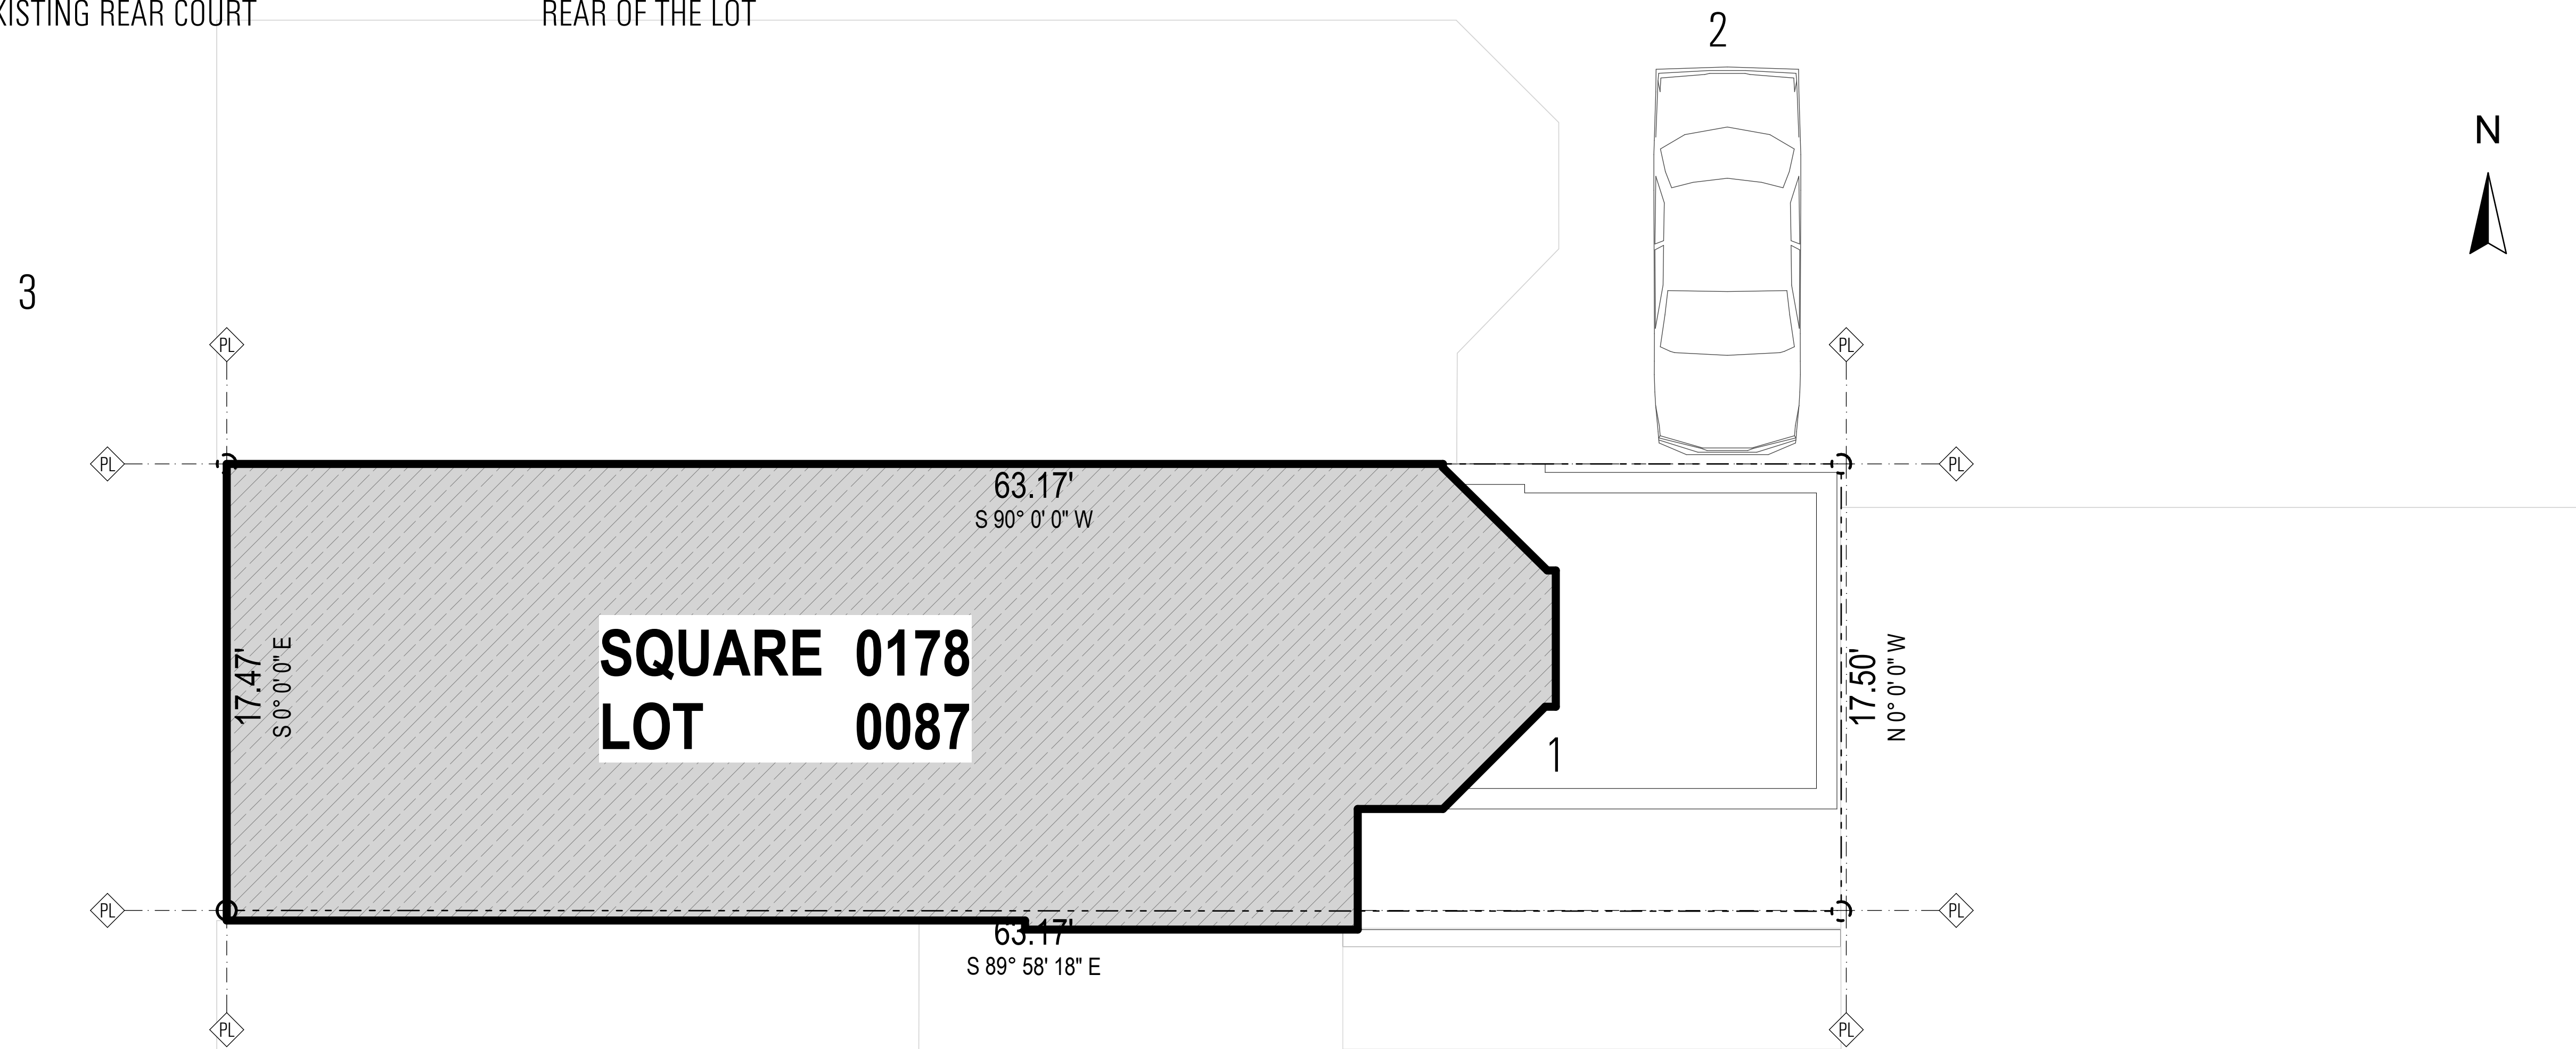 XISTING REAR COURT
REAR OF THE LOT
2
N
3
PL
PL
PL
PL
63.17'
S 90° 0' 0" W
17.47'
S 0° 0' 0" E
SQUARE 0178
LOT 0087
1
17.50'
N 0° 0' 0" W
PL
PL
63.17'
S 89° 58' 18" E
PL
PL